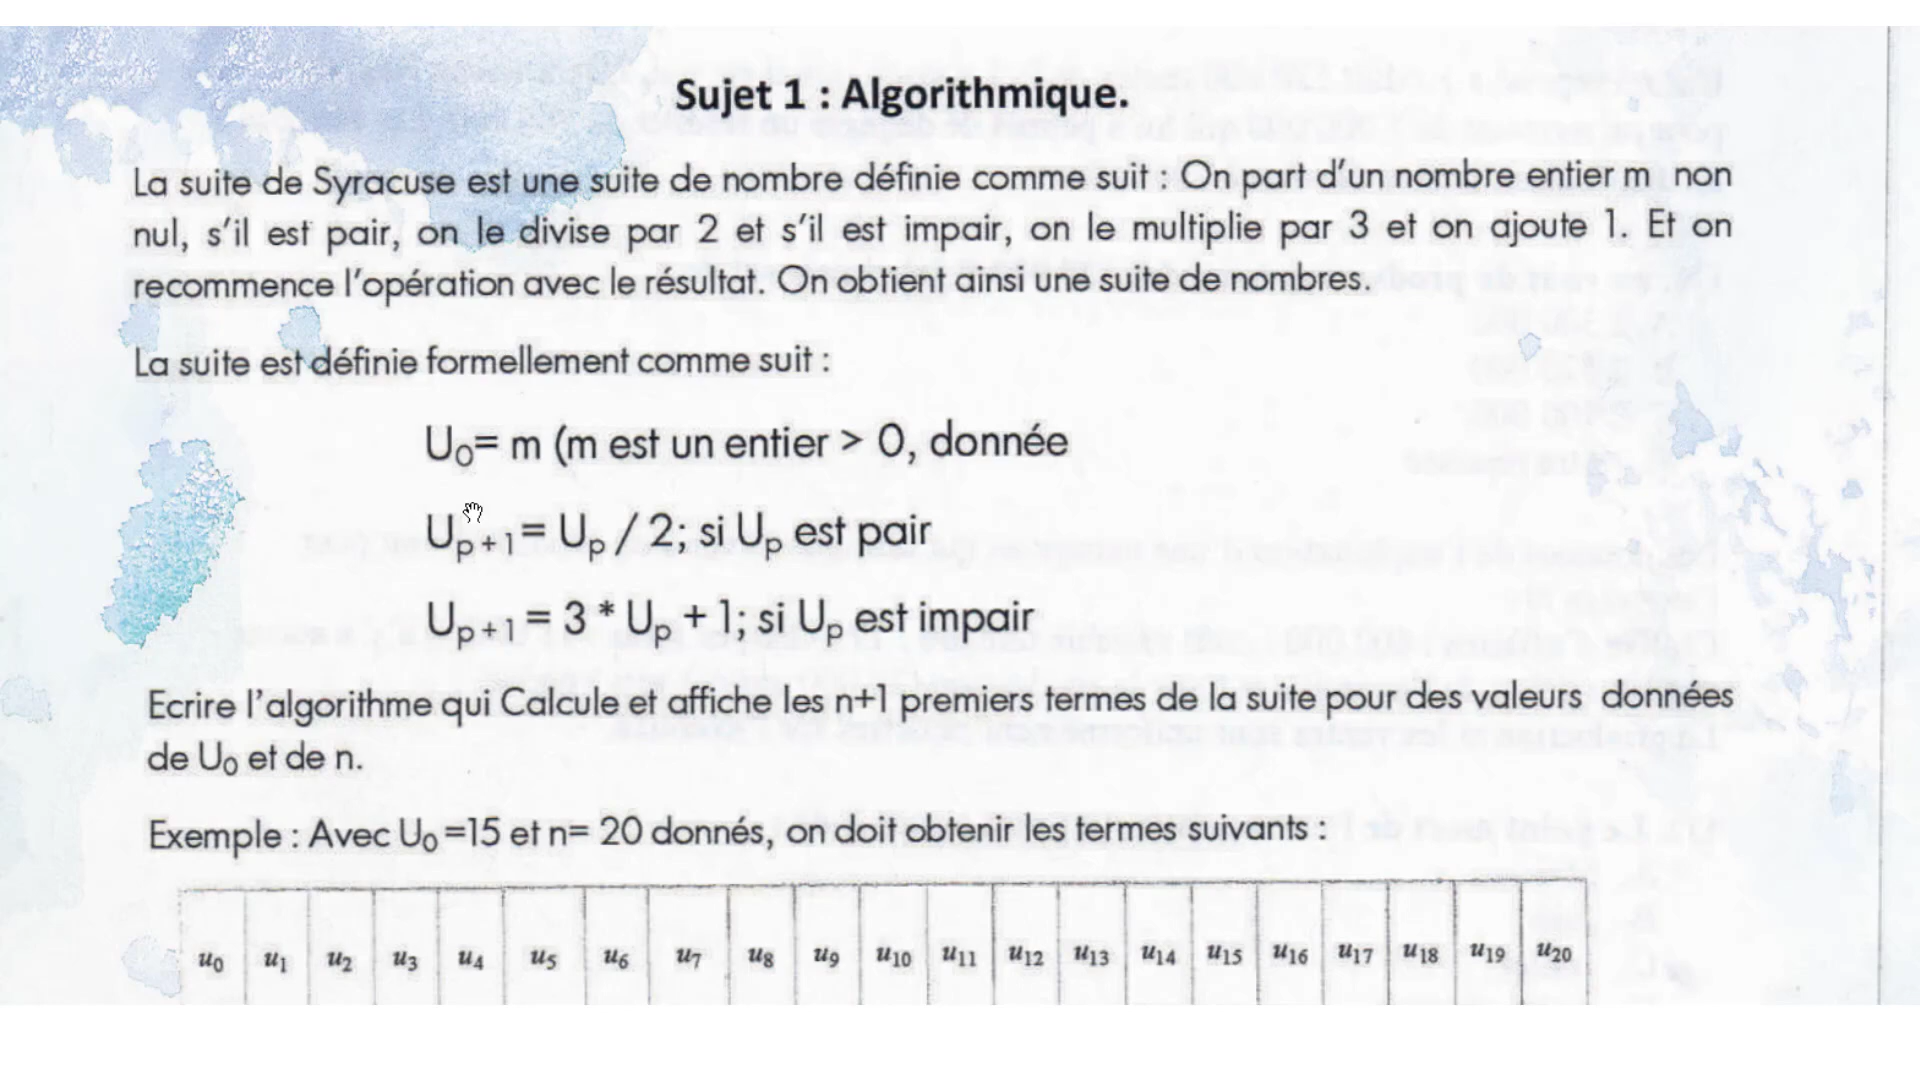 Sujet 1 : Algorithmique.
La suite de Syracuse est une suite de nombre définie comme suit : On part d'un nombre entier m non
nul, s'il est pair, on le divise par 2 et s'il est impair, on le multiplie par 3 et on ajoute 1. Et on
recommence l'opération avec le résultat. On obtient ainsi une suite de nombres.
La suite est définie formellement comme suit :
U0= m (m est un entier > 0, donnée
Up+1 = Up / 2; si Up est pair
Up+1 = 3 * Up + 1; si Up est impair
Ecrire l'algorithme qui Calcule et affiche les n+1 premiers termes de la suite pour des valeurs données
de U0 et de n.
Exemple : Avec U0=15 et n= 20 donnés, on doit obtenir les termes suivants :
u0 u1 u2 u3 u4 u5 u6 u7 u8 u9 u10 u11 u12 u13 u14 u15 u16 u17 u18 u19 u20